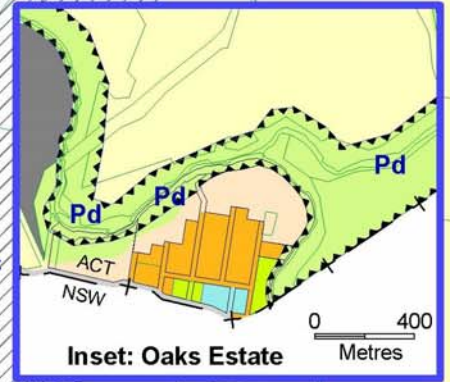 Pd
Pd
Pd
ACT
NSW
0 400
Metres
Inset: Oaks Estate